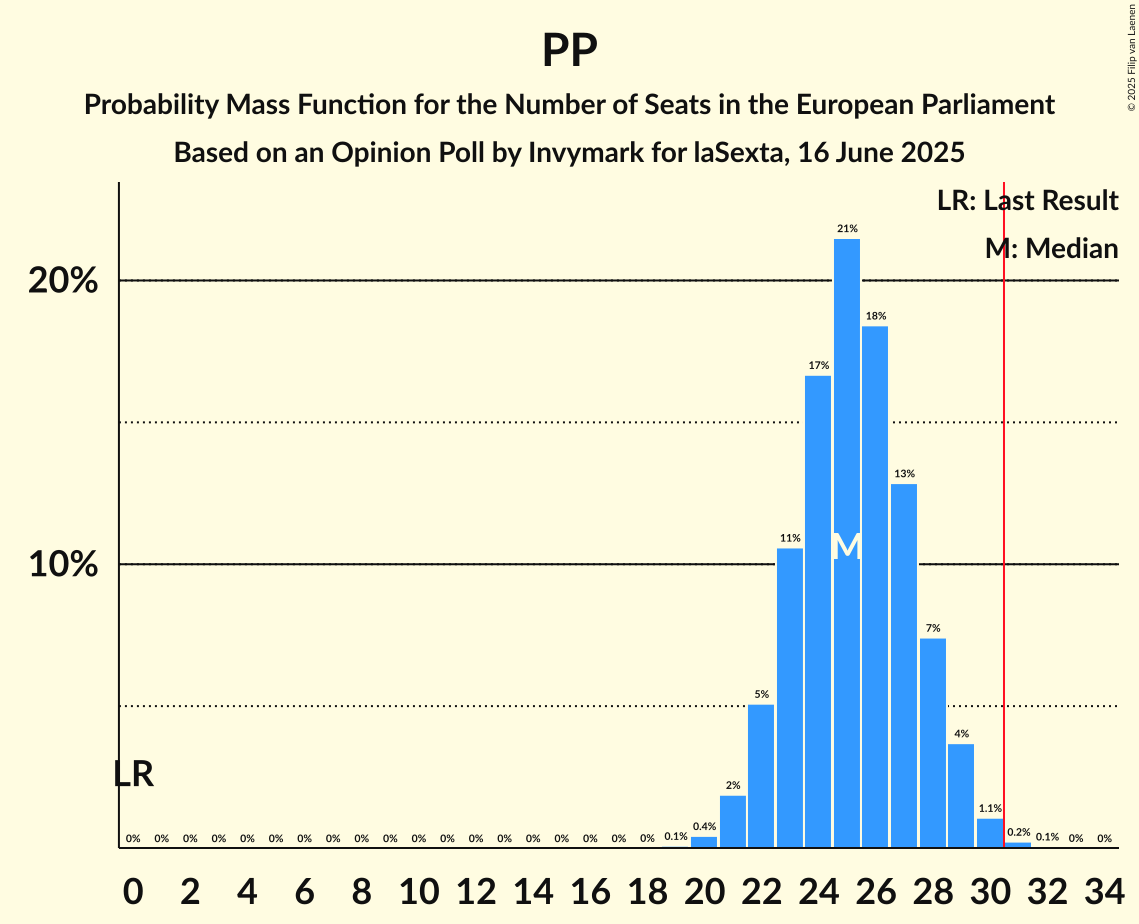 PP
Probability Mass Function for the Number of Seats in the European Parliament
Based on an Opinion Poll by Invymark for laSexta, 16 June 2025
© 2025 Filip van Laenen
LR: Last Result
M: Median
20%
10%
21%
18%
17%
13%
11%
M
7%
5%
4%
LR
2%
0% 0% 0% 0% 0% 0% 0% 0% 0% 0% 0% 0% 0% 0% 0% 0% 0% 0% 0% 0.1% 0.4% 1.1% 0.2% 0.1% 0% 0%
0 2 4 6 8 10 12 14 16 18 20 22 24 26 28 30 32 34